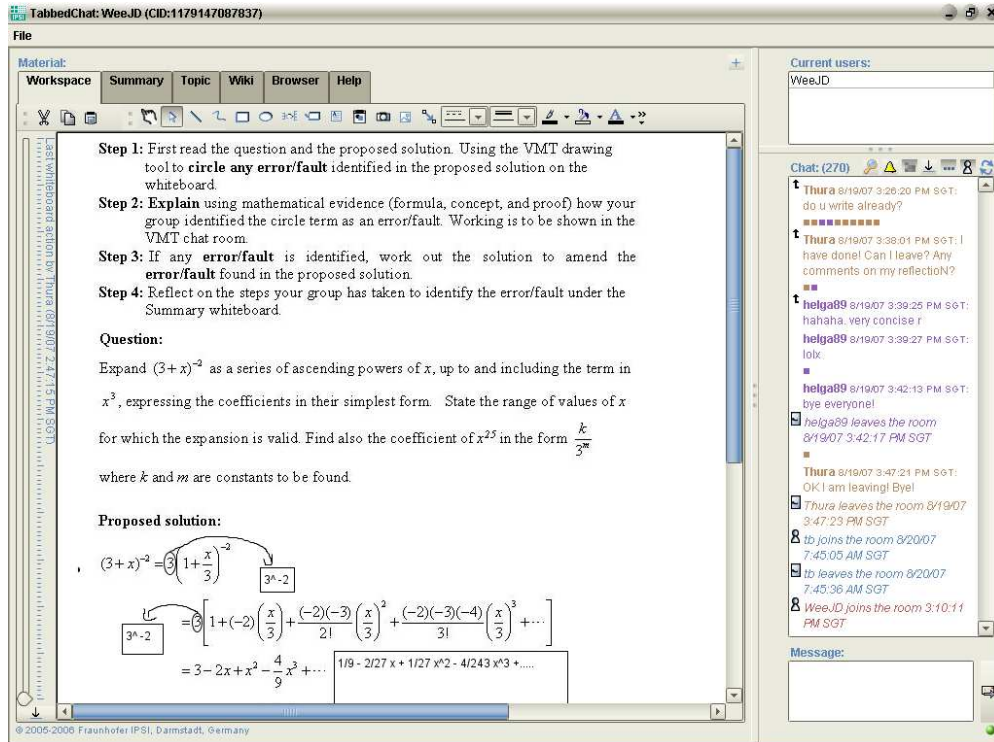 TabbedChat: WeeJD (CID:1179147087837)
File
Material:
Workspace Summary Topic Wiki Browser Help
Last whiteboard action by Thura (8/19/07 2:47:15 PM SGT)
Step 1: First read the question and the proposed solution. Using the VMT drawing
tool to circle any error/fault identified in the proposed solution on the
whiteboard.
Step 2: Explain using mathematical evidence (formula, concept, and proof) how your
group identified the circle term as an error/fault. Working is to be shown in the
VMT chat room.
Step 3: If any error/fault is identified, work out the solution to amend the
error/fault found in the proposed solution.
Step 4: Reflect on the steps your group has taken to identify the error/fault under the
Summary whiteboard.
Question:
Expand (3+x)^{-2} as a series of ascending powers of x, up to and including the term in
x^3, expressing the coefficients in their simplest form. State the range of values of x
for which the expansion is valid. Find also the coefficient of x^{25} in the form \frac{k}{3^m}
where k and m are constants to be found.
Proposed solution:
(3+x)^{-2} = 3(1+\frac{x}{3})^{-2}
3^-2
3^-2
= 3[1+(-2)(\frac{x}{3})+\frac{(-2)(-3)}{2!}(\frac{x}{3})^2+\frac{(-2)(-3)(-4)}{3!}(\frac{x}{3})^3+⋯]
= 3-2x+x^2-\frac{4}{9}x^3+⋯
1/9 - 2/27 x + 1/27 x^2 - 4/243 x^3 +.....
© 2005-2006 Fraunhofer IPSI, Darmstadt, Germany
Current users:
WeeJD
Chat: (270)
Thura 8/19/07 3:26:20 PM SGT:
do u write already?
Thura 8/19/07 3:38:01 PM SGT: I
have done! Can I leave? Any
comments on my reflectioN?
helga89 8/19/07 3:39:25 PM SGT:
hahaha. very concise r
helga89 8/19/07 3:39:27 PM SGT:
lolx
helga89 8/19/07 3:42:13 PM SGT:
bye everyone!
helga89 leaves the room
8/19/07 3:42:17 PM SGT
Thura 8/19/07 3:47:21 PM SGT:
OK I am leaving! Bye!
Thura leaves the room 8/19/07
3:47:23 PM SGT
tb joins the room 8/20/07
7:45:05 AM SGT
tb leaves the room 8/20/07
7:45:36 AM SGT
WeeJD joins the room 3:10:11
PM SGT
Message: